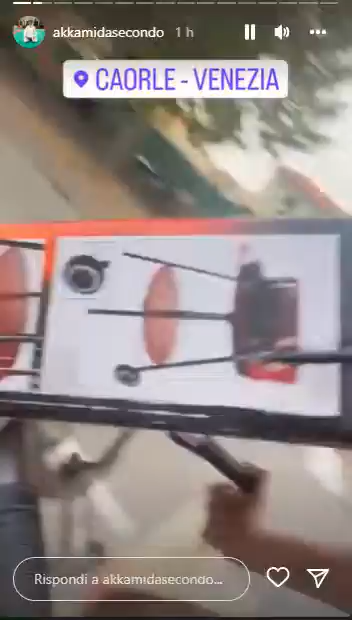 akkamidasecondo 1 h
CAORLE - VENEZIA
Rispondi a akkamidasecondo...